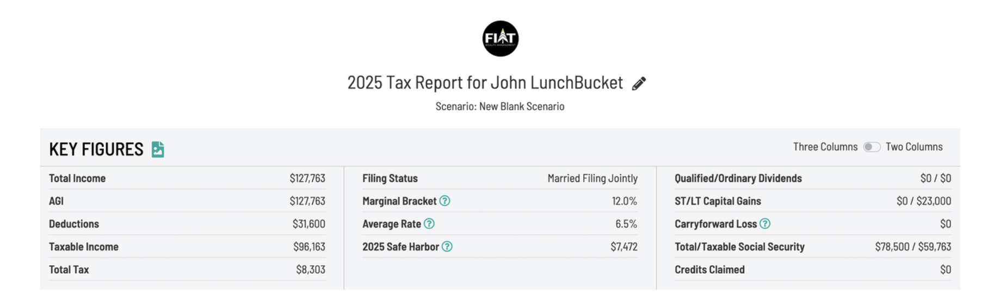 FIAT
WEALTH MANAGEMENT
2025 Tax Report for John LunchBucket
Scenario: New Blank Scenario
KEY FIGURES
Three Columns Two Columns
Total Income $127,763
AGI $127,763
Deductions $31,600
Taxable Income $96,163
Total Tax $8,303
Filing Status Married Filing Jointly
Marginal Bracket ? 12.0%
Average Rate ? 6.5%
2025 Safe Harbor ? $7,472
Qualified/Ordinary Dividends $0 / $0
ST/LT Capital Gains $0 / $23,000
Carryforward Loss ? $0
Total/Taxable Social Security $78,500 / $59,763
Credits Claimed $0